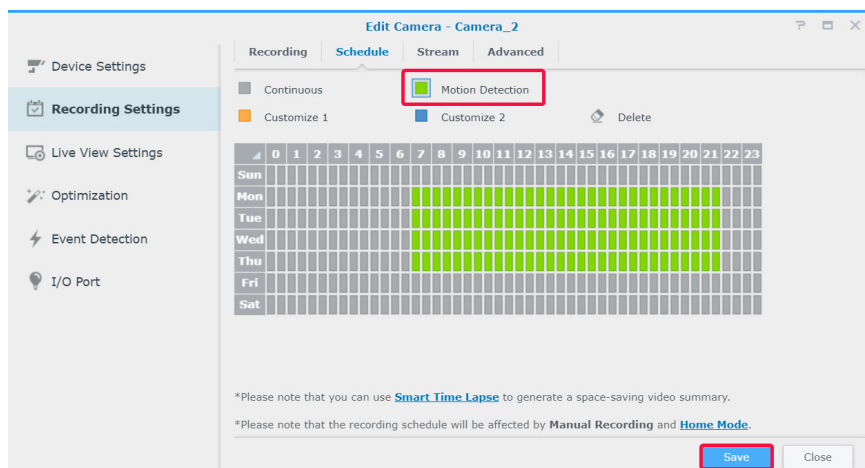 Edit Camera - Camera_2
Device Settings
Recording Settings
Live View Settings
Optimization
Event Detection
I/O Port
Recording Schedule Stream Advanced
Continuous Motion Detection
Customize 1 Customize 2 Delete
0 1 2 3 4 5 6 7 8 9 10 11 12 13 14 15 16 17 18 19 20 21 22 23
Sun
Mon
Tue
Wed
Thu
Fri
Sat
*Please note that you can use Smart Time Lapse to generate a space-saving video summary.
*Please note that the recording schedule will be affected by Manual Recording and Home Mode.
Save Close